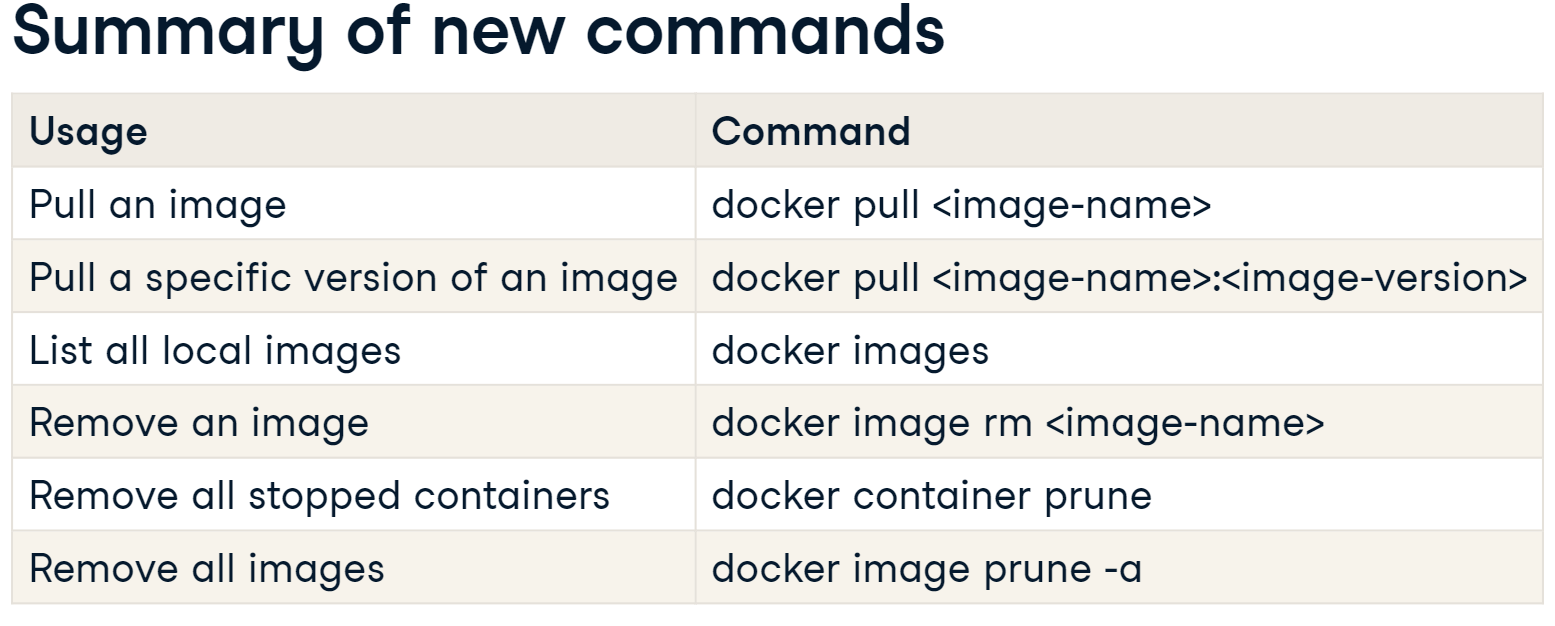 Summary of new commands
Usage Command
Pull an image docker pull <image-name>
Pull a specific version of an image docker pull <image-name>:<image-version>
List all local images docker images
Remove an image docker image rm <image-name>
Remove all stopped containers docker container prune
Remove all images docker image prune -a